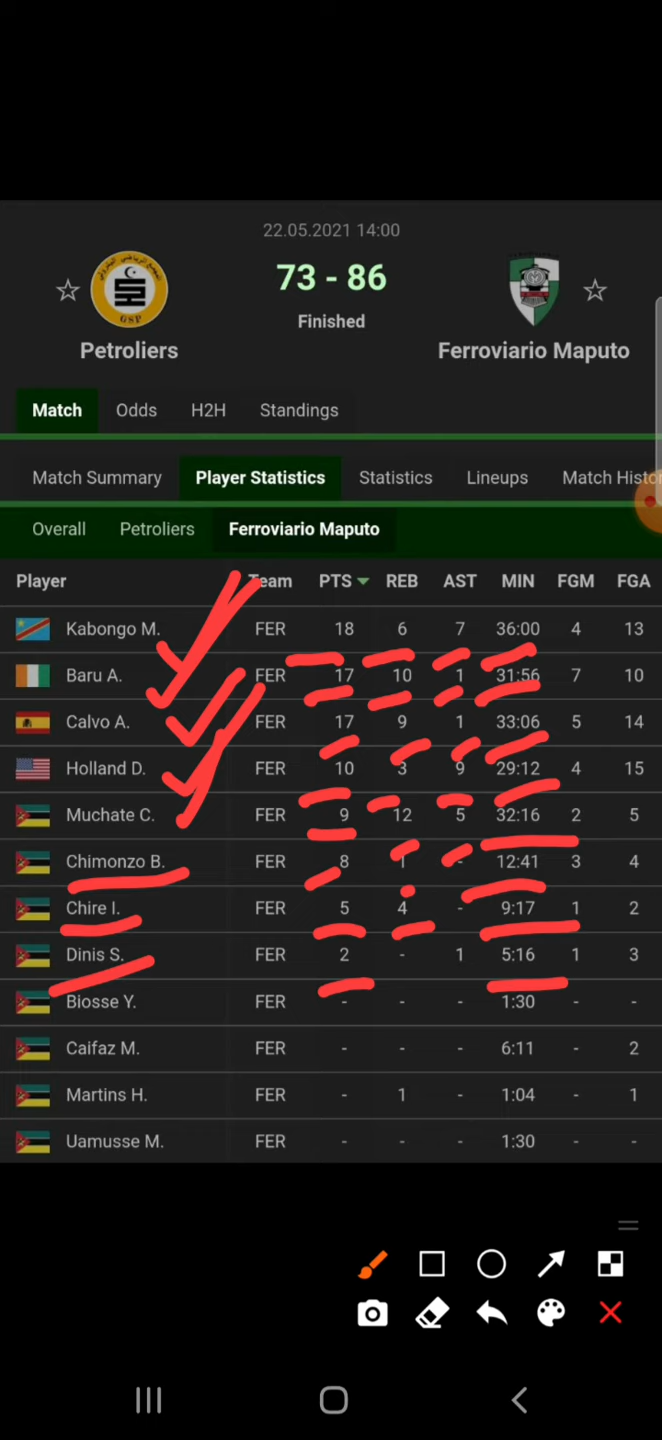 22.05.2021 14:00
73 - 86
Finished
GSP
Petroliers
Ferroviario Maputo
Match Odds H2H Standings
Match Summary Player Statistics Statistics Lineups Match Histo
Overall Petroliers Ferroviario Maputo
Player Team PTS REB AST MIN FGM FGA
Kabongo M. FER 18 6 7 36:00 4 13
Baru A. FER 17 10 1 31:56 7 10
Calvo A. FER 17 9 1 33:06 5 14
Holland D. FER 10 3 9 29:12 4 15
Muchate C. FER 9 12 5 32:16 2 5
Chimonzo B. FER 8 1 - 12:41 3 4
Chire I. FER 5 4 - 9:17 1 2
Dinis S. FER 2 - 1 5:16 1 3
Biosse Y. FER - - - 1:30 - -
Caifaz M. FER - - - 6:11 - 2
Martins H. FER - 1 - 1:04 - 1
Uamusse M. FER - - - 1:30 - -